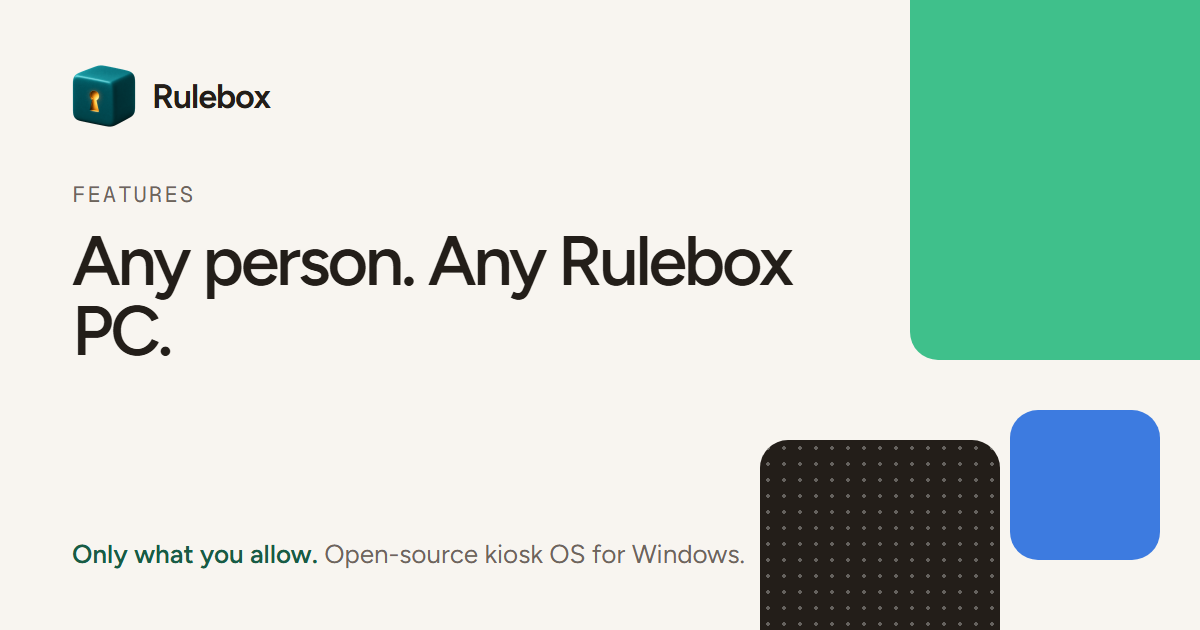 Rulebox
FEATURES
Any person. Any Rulebox
PC.
Only what you allow. Open-source kiosk OS for Windows.